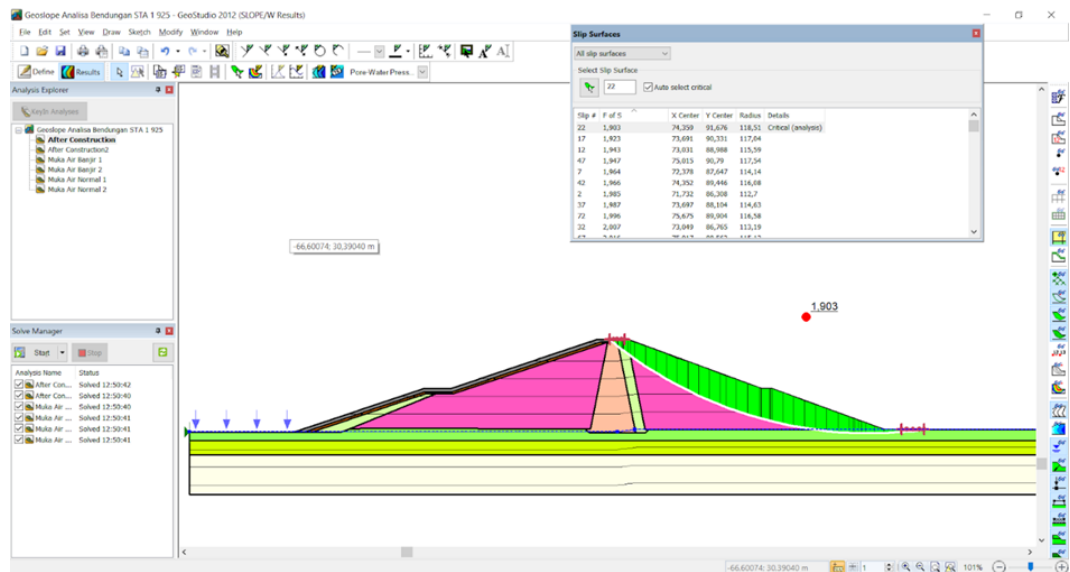 Geoslope Analisa Bendungan STA 1 925 - GeoStudio 2012 (SLOPE/W Results)
File Edit Set View Draw Sketch Modify Window Help
Define Results Pore-Water Press...
Analysis Explorer
KeyIn Analyses
Geoslope Analisa Bendungan STA 1 925
After Construction
After Construction2
Muka Air Banjir 1
Muka Air Banjir 2
Muka Air Normal 1
Muka Air Normal 2
Solve Manager
Start Stop
Analysis Name Status
After Con... Solved 12:50:42
After Con... Solved 12:50:40
Muka Air ... Solved 12:50:40
Muka Air ... Solved 12:50:41
Muka Air ... Solved 12:50:41
Muka Air ... Solved 12:50:41
Slip Surfaces
All slip surfaces
Select Slip Surface
22 Auto select critical
Slip # F of S X Center Y Center Radius Details
22 1,903 74,359 91,676 118,51 Critical (analysis)
17 1,923 73,691 90,331 117,04
12 1,943 73,031 88,988 115,59
47 1,947 75,015 90,79 117,54
7 1,964 72,378 87,647 114,14
42 1,966 74,352 89,446 116,08
2 1,985 71,732 86,308 112,7
37 1,987 73,697 88,104 114,63
72 1,996 75,675 89,904 116,58
32 2,007 73,049 86,765 113,19
-66,60074; 30,39040 m
1.903
-66,60074; 30,39040 m 1 101%